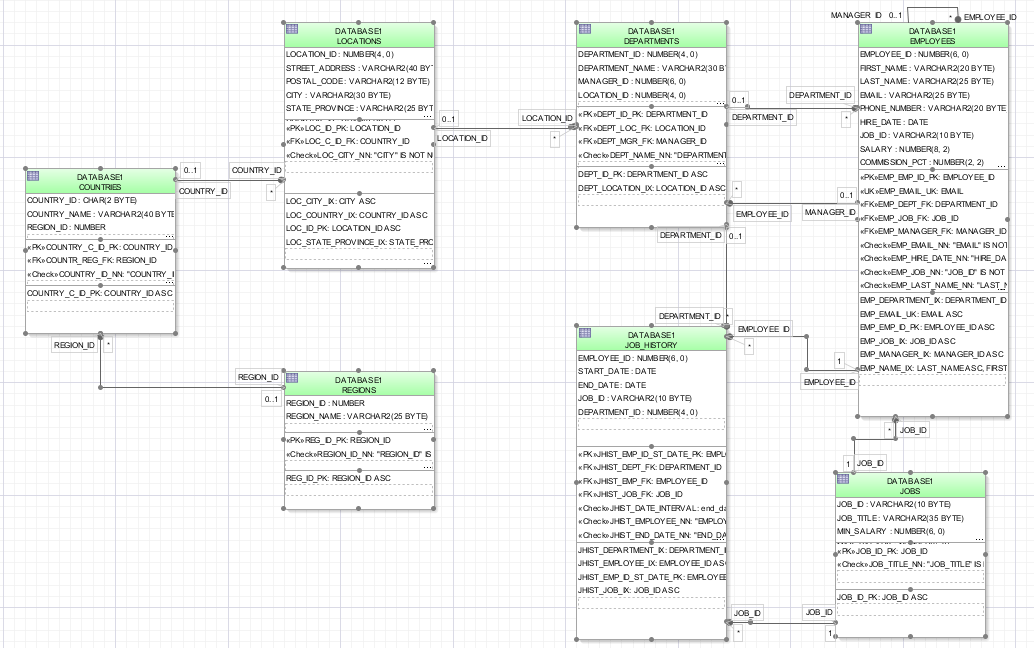 MANAGER_ID 0..1
* EMPLOYEE_ID
DATABASE1
LOCATIONS
LOCATION_ID : NUMBER(4, 0)
STREET_ADDRESS : VARCHAR2(40 BYT
POSTAL_CODE : VARCHAR2(12 BYTE)
CITY : VARCHAR2(30 BYTE)
STATE_PROVINCE : VARCHAR2(25 BYT
...
«PK»LOC_ID_PK: LOCATION_ID
«FK»LOC_C_ID_FK: COUNTRY_ID
«Check»LOC_CITY_NN: "CITY" IS NOT N
LOC_CITY_IX: CITY ASC
LOC_COUNTRY_IX: COUNTRY_ID ASC
LOC_ID_PK: LOCATION_ID ASC
LOC_STATE_PROVINCE_IX: STATE_PRO
...
0..1
LOCATION_ID
LOCATION_ID
*
DATABASE1
DEPARTMENTS
DEPARTMENT_ID : NUMBER(4, 0)
DEPARTMENT_NAME : VARCHAR2(30 B
MANAGER_ID : NUMBER(6, 0)
LOCATION_ID : NUMBER(4, 0)
...
«PK»DEPT_ID_PK: DEPARTMENT_ID
«FK»DEPT_LOC_FK: LOCATION_ID
«FK»DEPT_MGR_FK: MANAGER_ID
«Check»DEPT_NAME_NN: "DEPARTMENT
...
DEPT_ID_PK: DEPARTMENT_ID ASC
DEPT_LOCATION_IX: LOCATION_ID ASC
0..1
DEPARTMENT_ID
DEPARTMENT_ID
*
*
EMPLOYEE_ID
0..1
MANAGER_ID
DEPARTMENT_ID 0..1
DATABASE1
EMPLOYEES
EMPLOYEE_ID : NUMBER(6, 0)
FIRST_NAME : VARCHAR2(20 BYTE)
LAST_NAME : VARCHAR2(25 BYTE)
EMAIL : VARCHAR2(25 BYTE)
PHONE_NUMBER : VARCHAR2(20 BYTE
HIRE_DATE : DATE
JOB_ID : VARCHAR2(10 BYTE)
SALARY : NUMBER(8, 2)
COMMISSION_PCT : NUMBER(2, 2)
...
«PK»EMP_EMP_ID_PK: EMPLOYEE_ID
«UK»EMP_EMAIL_UK: EMAIL
«FK»EMP_DEPT_FK: DEPARTMENT_ID
«FK»EMP_JOB_FK: JOB_ID
«FK»EMP_MANAGER_FK: MANAGER_ID
«Check»EMP_EMAIL_NN: "EMAIL" IS NOT
«Check»EMP_HIRE_DATE_NN: "HIRE_DA
«Check»EMP_JOB_NN: "JOB_ID" IS NOT
«Check»EMP_LAST_NAME_NN: "LAST_N
EMP_DEPARTMENT_IX: DEPARTMENT_ID
EMP_EMAIL_UK: EMAIL ASC
EMP_EMP_ID_PK: EMPLOYEE_ID ASC
EMP_JOB_IX: JOB_ID ASC
EMP_MANAGER_IX: MANAGER_ID ASC
EMP_NAME_IX: LAST_NAME ASC, FIRST
DATABASE1
COUNTRIES
COUNTRY_ID : CHAR(2 BYTE)
COUNTRY_NAME : VARCHAR2(40 BYTE
REGION_ID : NUMBER
...
«PK»COUNTRY_C_ID_PK: COUNTRY_ID
«FK»COUNTR_REG_FK: REGION_ID
«Check»COUNTRY_ID_NN: "COUNTRY_I
...
COUNTRY_C_ID_PK: COUNTRY_ID ASC
0..1
COUNTRY_ID
COUNTRY_ID
*
REGION_ID *
REGION_ID
0..1
DATABASE1
REGIONS
REGION_ID : NUMBER
REGION_NAME : VARCHAR2(25 BYTE)
...
«PK»REG_ID_PK: REGION_ID
«Check»REGION_ID_NN: "REGION_ID" IS
...
REG_ID_PK: REGION_ID ASC
DEPARTMENT_ID *
EMPLOYEE_ID
*
1
EMPLOYEE_ID
DATABASE1
JOB_HISTORY
EMPLOYEE_ID : NUMBER(6, 0)
START_DATE : DATE
END_DATE : DATE
JOB_ID : VARCHAR2(10 BYTE)
DEPARTMENT_ID : NUMBER(4, 0)
«PK»JHIST_EMP_ID_ST_DATE_PK: EMPLO
«FK»JHIST_DEPT_FK: DEPARTMENT_ID
«FK»JHIST_EMP_FK: EMPLOYEE_ID
«FK»JHIST_JOB_FK: JOB_ID
«Check»JHIST_DATE_INTERVAL: end_da
«Check»JHIST_EMPLOYEE_NN: "EMPLOY
«Check»JHIST_END_DATE_NN: "END_DA
...
JHIST_DEPARTMENT_IX: DEPARTMENT_I
JHIST_EMPLOYEE_IX: EMPLOYEE_ID ASC
JHIST_EMP_ID_ST_DATE_PK: EMPLOYEE
JHIST_JOB_IX: JOB_ID ASC
* JOB_ID
1 JOB_ID
DATABASE1
JOBS
JOB_ID : VARCHAR2(10 BYTE)
JOB_TITLE : VARCHAR2(35 BYTE)
MIN_SALARY : NUMBER(6, 0)
...
«PK»JOB_ID_PK: JOB_ID
«Check»JOB_TITLE_NN: "JOB_TITLE" IS
JOB_ID_PK: JOB_ID ASC
JOB_ID
*
JOB_ID
1